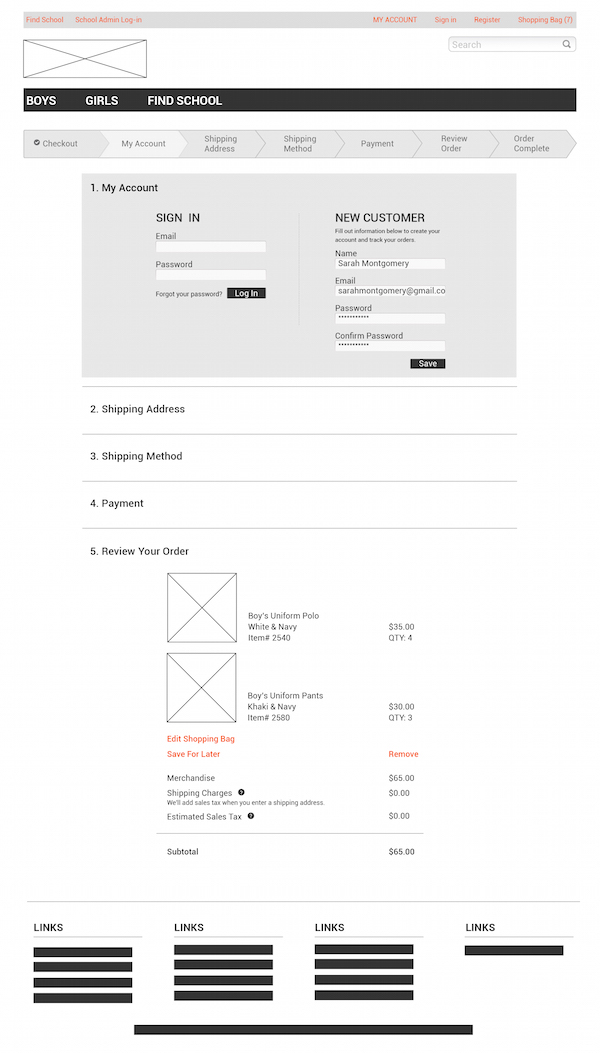 Find School School Admin Log-in MY ACCOUNT Sign in Register Shopping Bag (7)
Search
BOYS GIRLS FIND SCHOOL
Checkout
My Account
Shipping
Address
Shipping
Method
Payment
Review
Order
Order
Complete
1. My Account
SIGN IN
Email
Password
Forgot your password? Log In
NEW CUSTOMER
Fill out information below to create your
account and track your orders.
Name
Sarah Montgomery
Email
sarahmontgomery@gmail.co
Password
***********
Confirm Password
***********
Save
2. Shipping Address
3. Shipping Method
4. Payment
5. Review Your Order
Boy's Uniform Polo
White & Navy $35.00
Item# 2540 QTY: 4
Boy's Uniform Pants
Khaki & Navy $30.00
Item# 2580 QTY: 3
Edit Shopping Bag
Save For Later Remove
Merchandise $65.00
Shipping Charges ? $0.00
We'll add sales tax when you enter a shipping address.
Estimated Sales Tax ? $0.00
Subtotal $65.00
LINKS LINKS LINKS LINKS